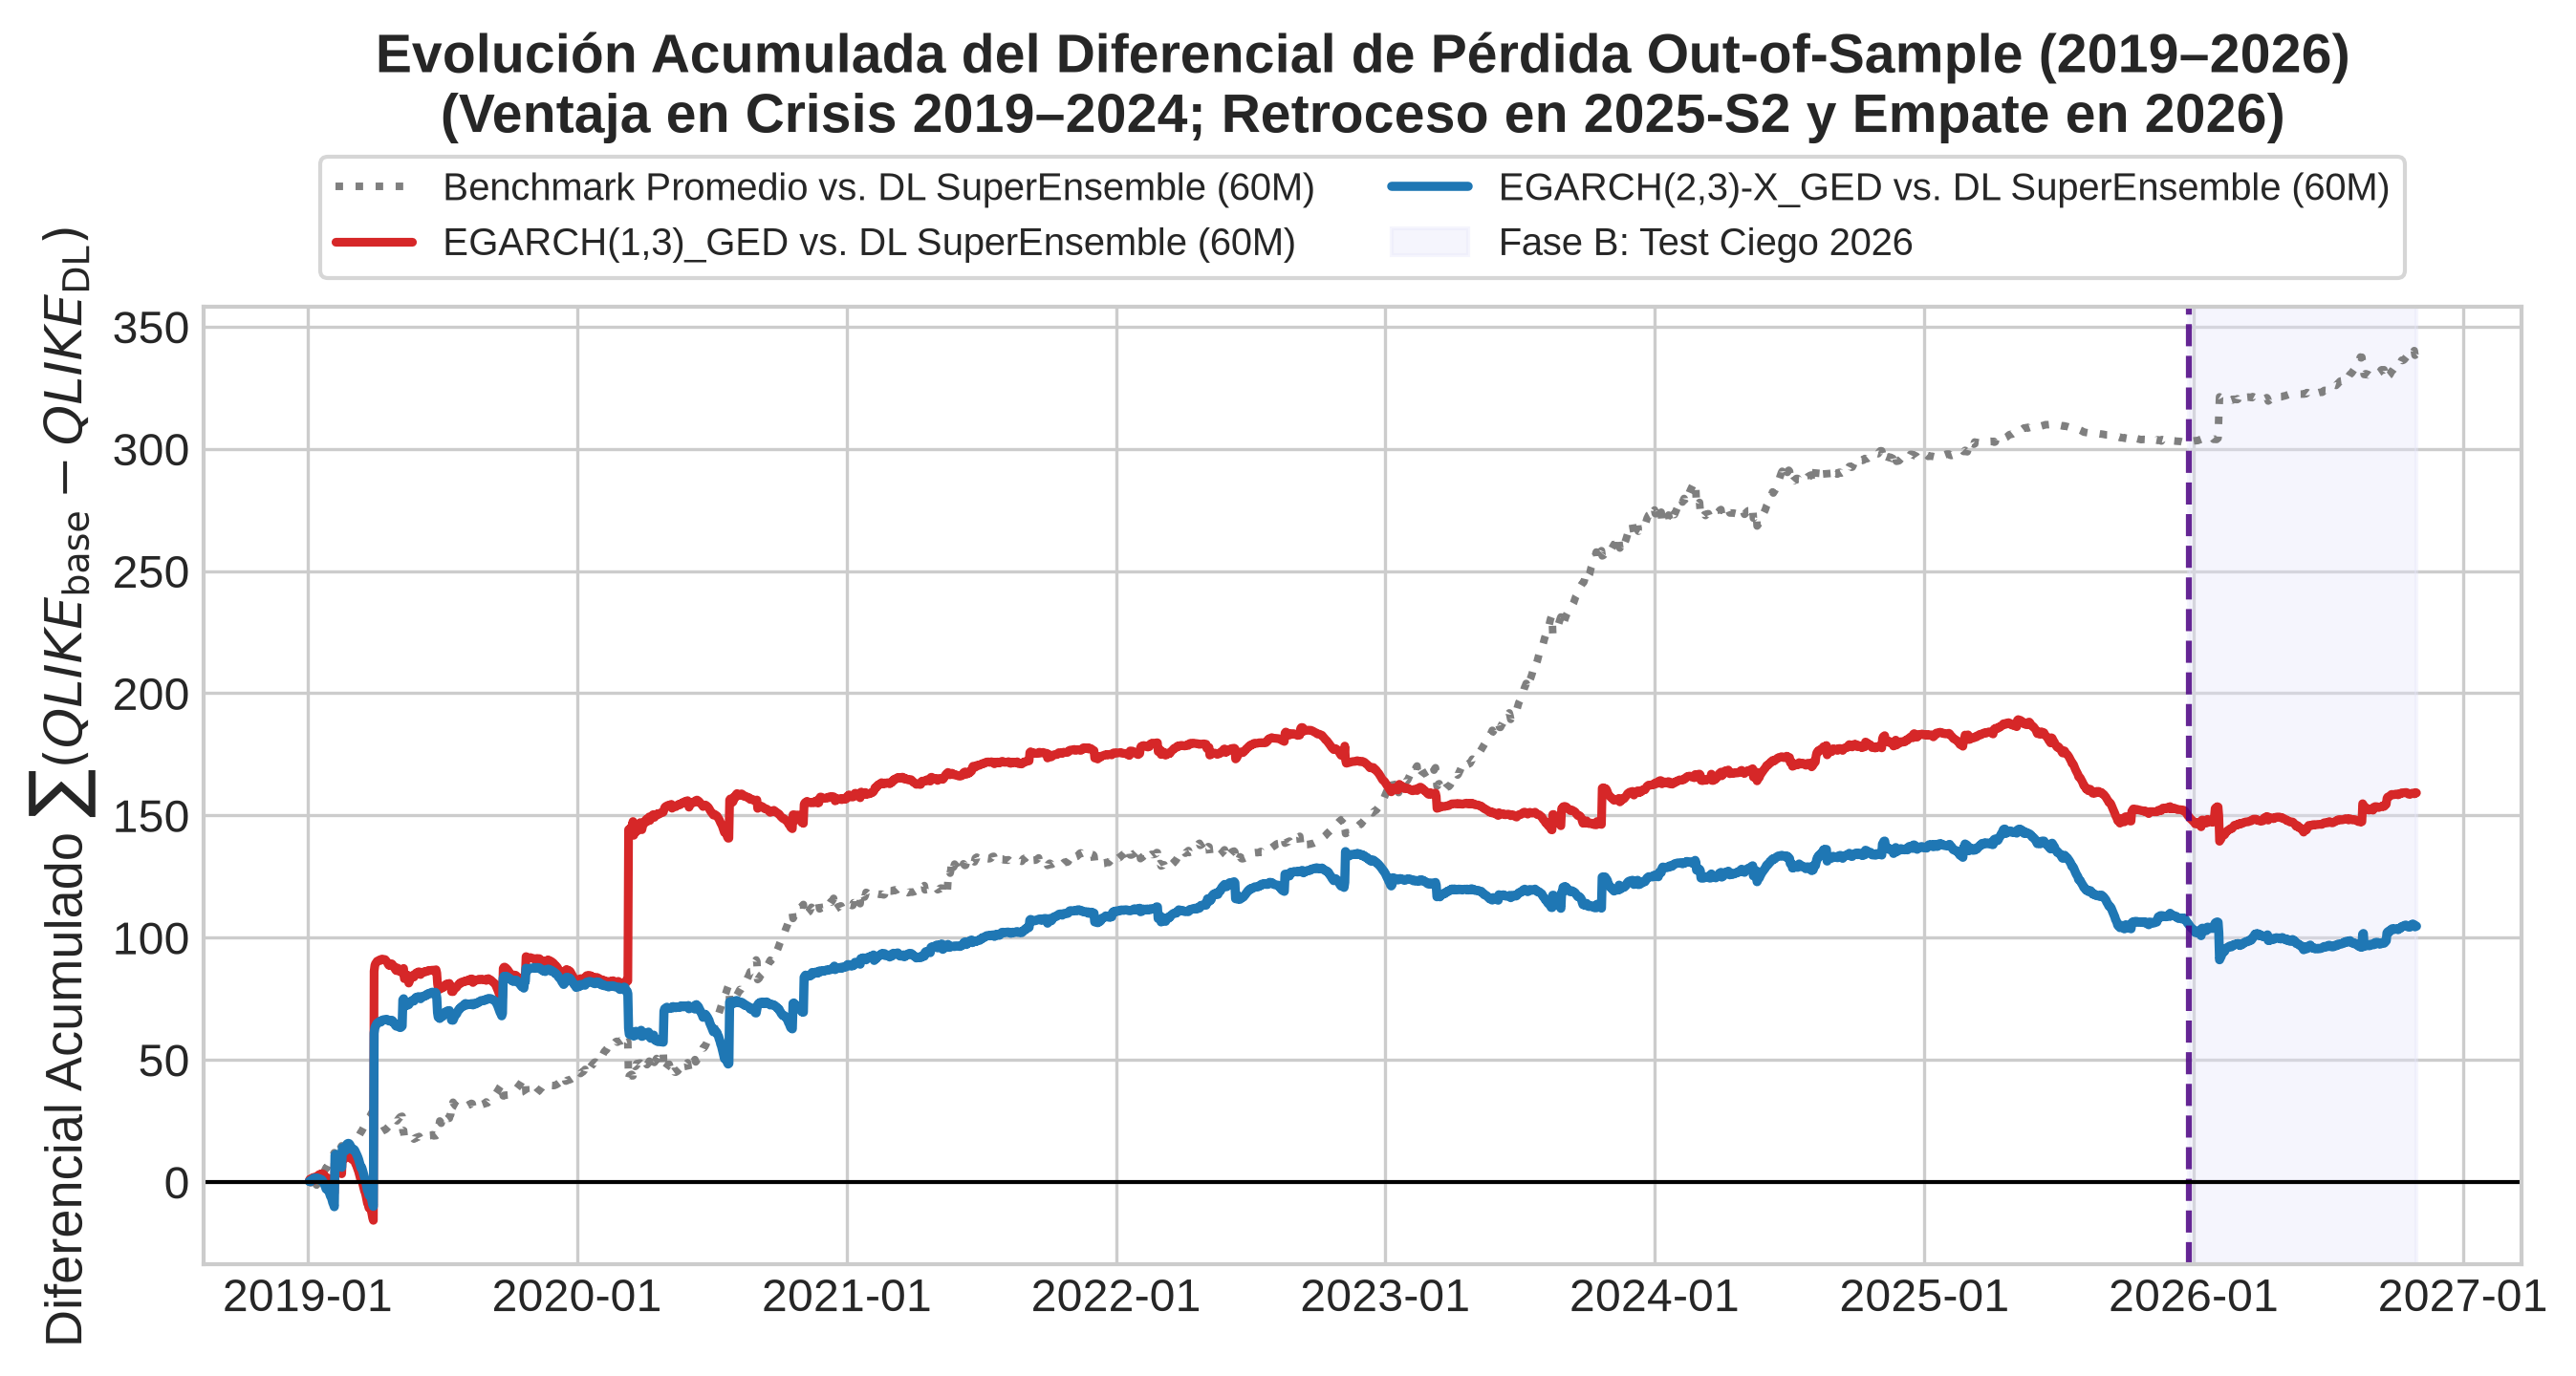 Evolución Acumulada del Diferencial de Pérdida Out-of-Sample (2019–2026)
(Ventaja en Crisis 2019–2024; Retroceso en 2025-S2 y Empate en 2026)
Benchmark Promedio vs. DL SuperEnsemble (60M)
EGARCH(1,3)_GED vs. DL SuperEnsemble (60M)
EGARCH(2,3)-X_GED vs. DL SuperEnsemble (60M)
Fase B: Test Ciego 2026
Diferencial Acumulado ∑(QLIKE_base − QLIKE_DL)
350
300
250
200
150
100
50
0
2019-01
2020-01
2021-01
2022-01
2023-01
2024-01
2025-01
2026-01
2027-01